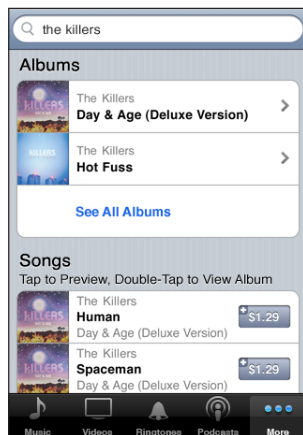 the killers
Albums
The Killers
Day & Age (Deluxe Version)
The Killers
Hot Fuss
See All Albums
Songs
Tap to Preview, Double-Tap to View Album
The Killers
Human
Day & Age (Deluxe Version)
$1.29
The Killers
Spaceman
Day & Age (Deluxe Version)
$1.29
Music Videos Ringtones Podcasts More